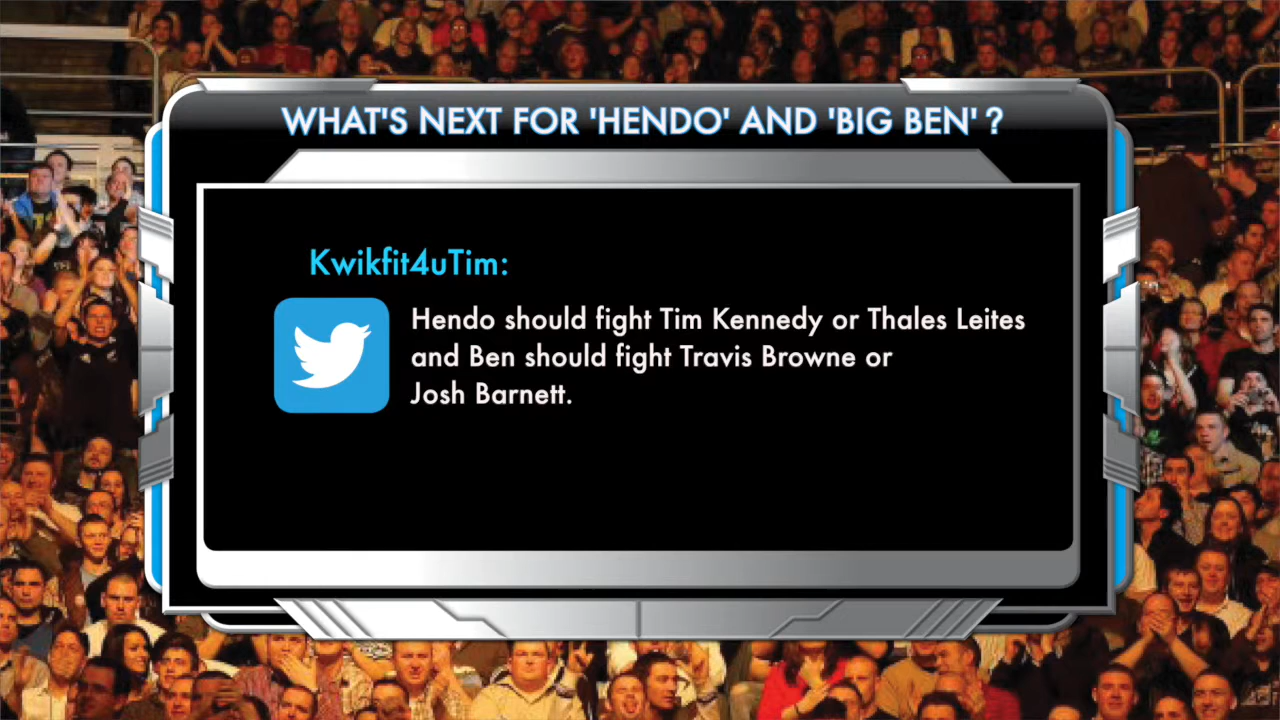 WHAT'S NEXT FOR 'HENDO' AND 'BIG BEN' ?
Kwikfit4uTim:
Hendo should fight Tim Kennedy or Thales Leites
and Ben should fight Travis Browne or
Josh Barnett.